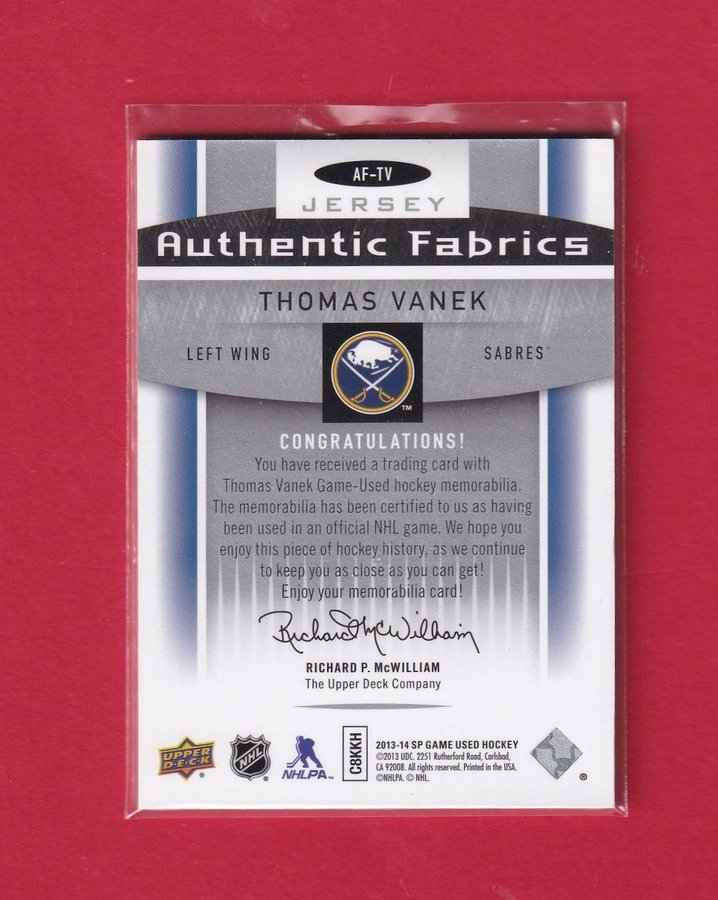 AF-TV
JERSEY
Authentic Fabrics
THOMAS VANEK
LEFT WING
SABRES®
TM
CONGRATULATIONS!
You have received a trading card with
Thomas Vanek Game-Used hockey memorabilia.
The memorabilia has been certified to us as having
been used in an official NHL game. We hope you
enjoy this piece of hockey history, as we continue
to keep you as close as you can get!
Enjoy your memorabilia card!
Richard McWilliam
RICHARD P. McWILLIAM
The Upper Deck Company
UPPER
DECK
®
NHL
®
NHLPA™
C8KKH
2013-14 SP GAME USED HOCKEY
©2013 UDC. 2251 Rutherford Road, Carlsbad,
CA 92008. All rights reserved. Printed in the USA.
©NHLPA. © NHL.
®